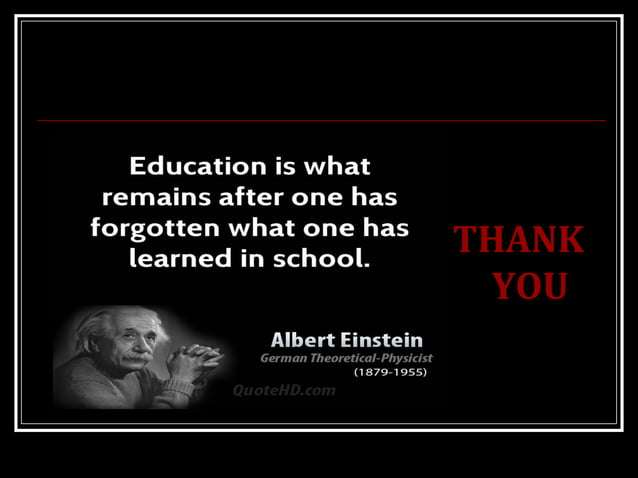 Education is what
remains after one has
forgotten what one has
learned in school.
THANK
YOU
Albert Einstein
German Theoretical-Physicist
(1879-1955)
QuoteHD.com